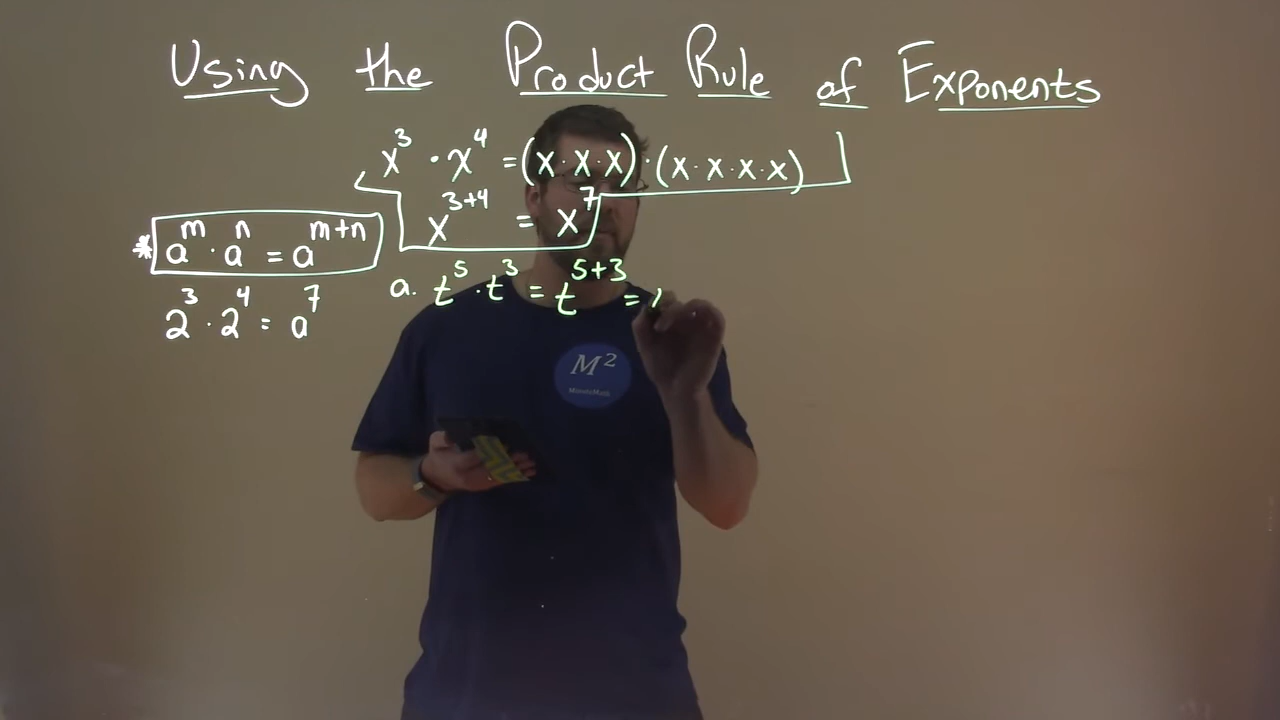 Using the Product Rule of Exponents
x³ · x⁴ = (x · x · x) · (x · x · x · x)
x³⁺⁴ = x⁷
* aᵐ · aⁿ = aᵐ⁺ⁿ
2³ · 2⁴ = a⁷
a. t⁵ · t³ = t⁵⁺³ =
M²
MinuteMath